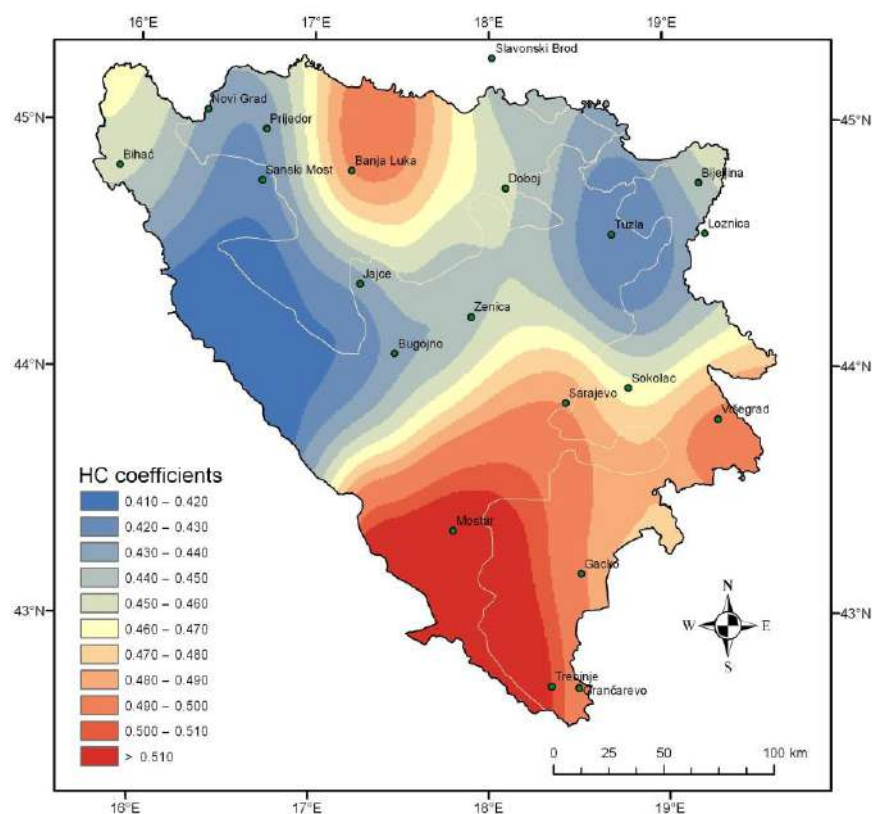 16°E 17°E 18°E 19°E
Slavonski Brod
45°N Novi Grad 45°N
Prijedor
Bihać Sanski Most Banja Luka Doboj Bijeljina
Tuzla Loznica
Jajce
Zenica
Bugojno
44°N 44°N
Sokolac
Sarajevo
Višegrad
HC coefficients
0.410 – 0.420
0.420 – 0.430
0.430 – 0.440
0.440 – 0.450
0.450 – 0.460
0.460 – 0.470
0.470 – 0.480
0.480 – 0.490
0.490 – 0.500
0.500 – 0.510
> 0.510
Mostar
Gacko
43°N 43°N
N
W E
S
Trebinje
Grančarevo
0 25 50 100 km
16°E 17°E 18°E 19°E